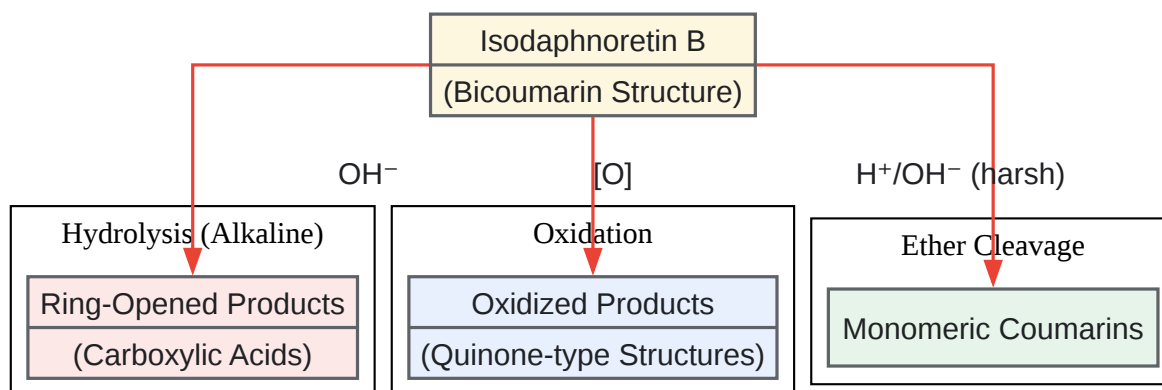 Isodaphnoretin B
(Bicoumarin Structure)
OH⁻
[O]
H⁺/OH⁻ (harsh)
Hydrolysis (Alkaline)
Ring-Opened Products
(Carboxylic Acids)
Oxidation
Oxidized Products
(Quinone-type Structures)
Ether Cleavage
Monomeric Coumarins